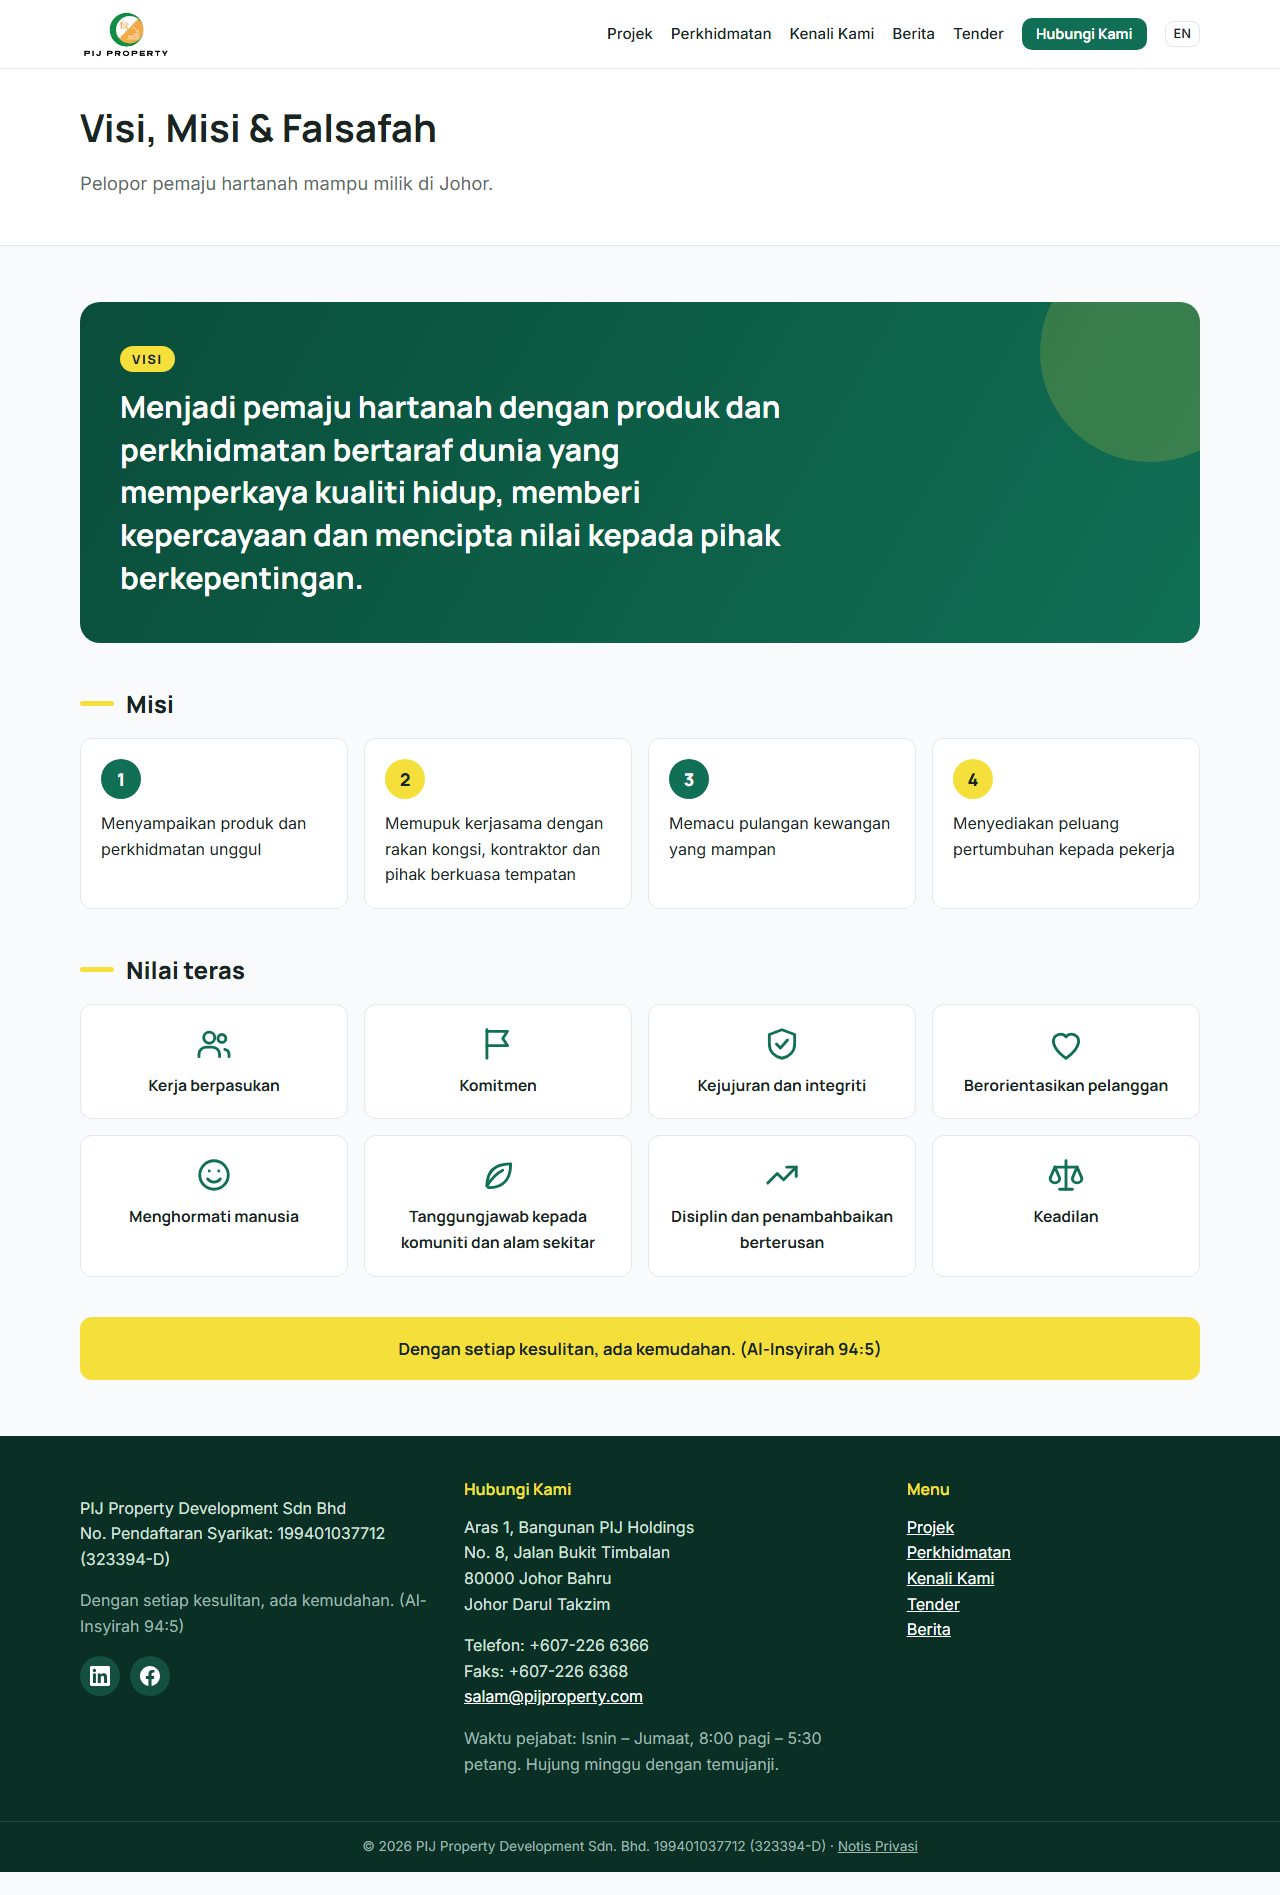 PIJ PROPERTY
Projek
Perkhidmatan
Kenali Kami
Berita
Tender
Hubungi Kami
EN
Visi, Misi & Falsafah
Pelopor pemaju hartanah mampu milik di Johor.
VISI
Menjadi pemaju hartanah dengan produk dan
perkhidmatan bertaraf dunia yang
memperkaya kualiti hidup, memberi
kepercayaan dan mencipta nilai kepada pihak
berkepentingan.
Misi
1
Menyampaikan produk dan
perkhidmatan unggul
2
Memupuk kerjasama dengan
rakan kongsi, kontraktor dan
pihak berkuasa tempatan
3
Memacu pulangan kewangan
yang mampan
4
Menyediakan peluang
pertumbuhan kepada pekerja
Nilai teras
Kerja berpasukan
Komitmen
Kejujuran dan integriti
Berorientasikan pelanggan
Menghormati manusia
Tanggungjawab kepada
komuniti dan alam sekitar
Disiplin dan penambahbaikan
berterusan
Keadilan
Dengan setiap kesulitan, ada kemudahan. (Al-Insyirah 94:5)
PIJ Property Development Sdn Bhd
No. Pendaftaran Syarikat: 199401037712
(323394-D)
Dengan setiap kesulitan, ada kemudahan. (Al-
Insyirah 94:5)
Hubungi Kami
Aras 1, Bangunan PIJ Holdings
No. 8, Jalan Bukit Timbalan
80000 Johor Bahru
Johor Darul Takzim
Telefon: +607-226 6366
Faks: +607-226 6368
salam@pijproperty.com
Waktu pejabat: Isnin – Jumaat, 8:00 pagi – 5:30
petang. Hujung minggu dengan temujanji.
Menu
Projek
Perkhidmatan
Kenali Kami
Tender
Berita
© 2026 PIJ Property Development Sdn. Bhd. 199401037712 (323394-D) · Notis Privasi